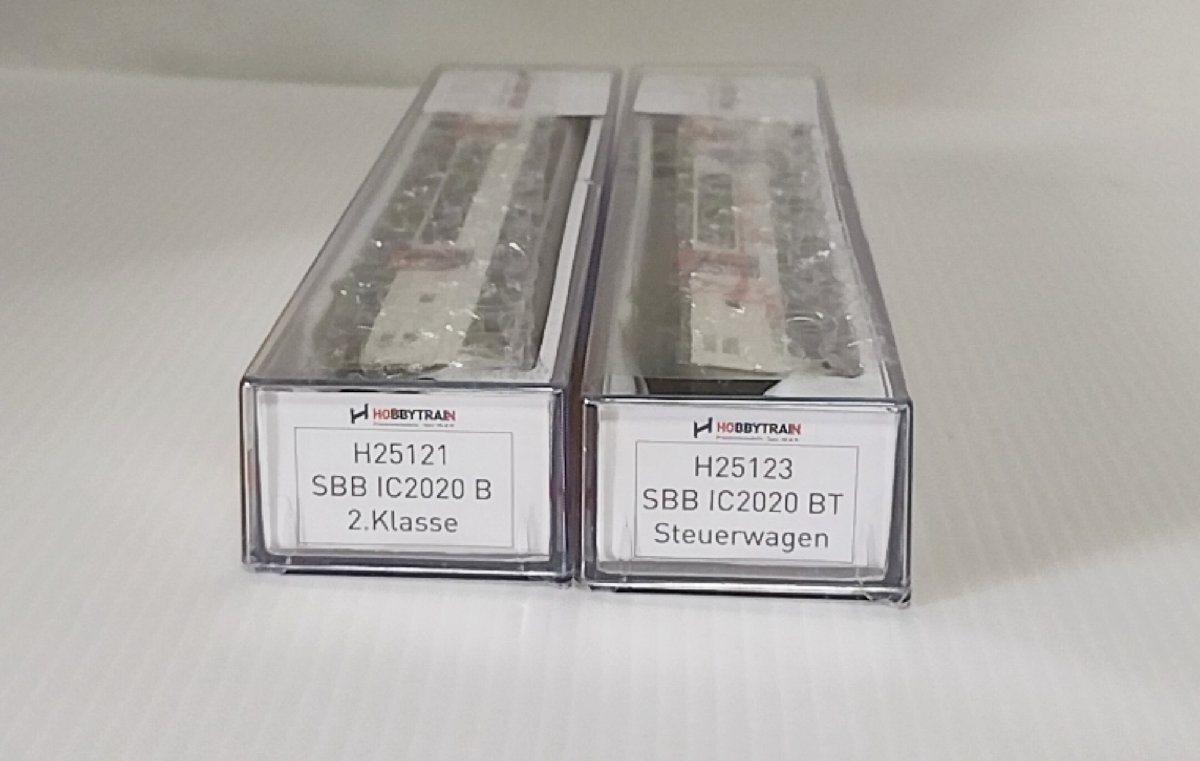 HOBBYTRAIN
H25121
SBB IC2020 B
2.Klasse
HOBBYTRAIN
H25123
SBB IC2020 BT
Steuerwagen